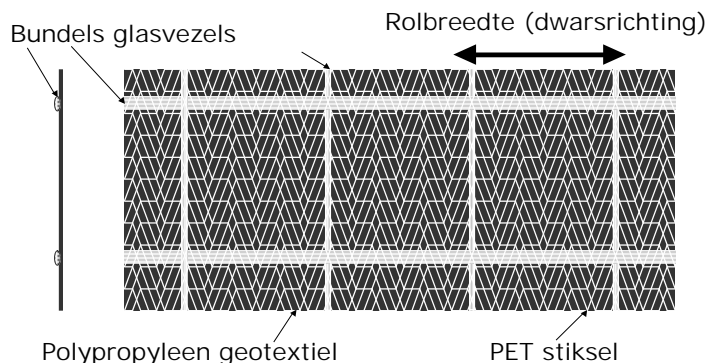 Rolbreedte (dwarsrichting)
Bundels glasvezels
Polypropyleen geotextiel
PET stiksel